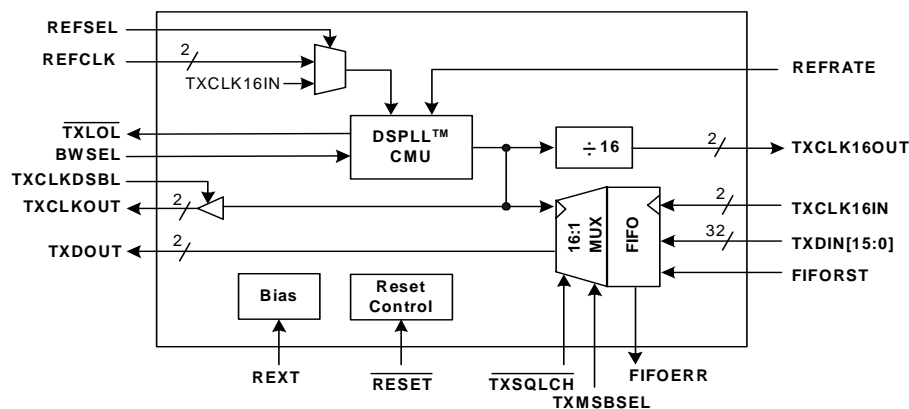 REFSEL
REFCLK
2
TXCLK16IN
REFRATE
TXLOL
BWSEL
DSPLL™
CMU
÷ 16
2
TXCLK16OUT
TXCLKDSBL
TXCLKOUT
2
2
TXCLK16IN
16:1
MUX
FIFO
32
TXDIN[15:0]
TXDOUT
2
FIFORST
Bias
Reset
Control
REXT
RESET
TXSQLCH
FIFOERR
TXMSBSEL